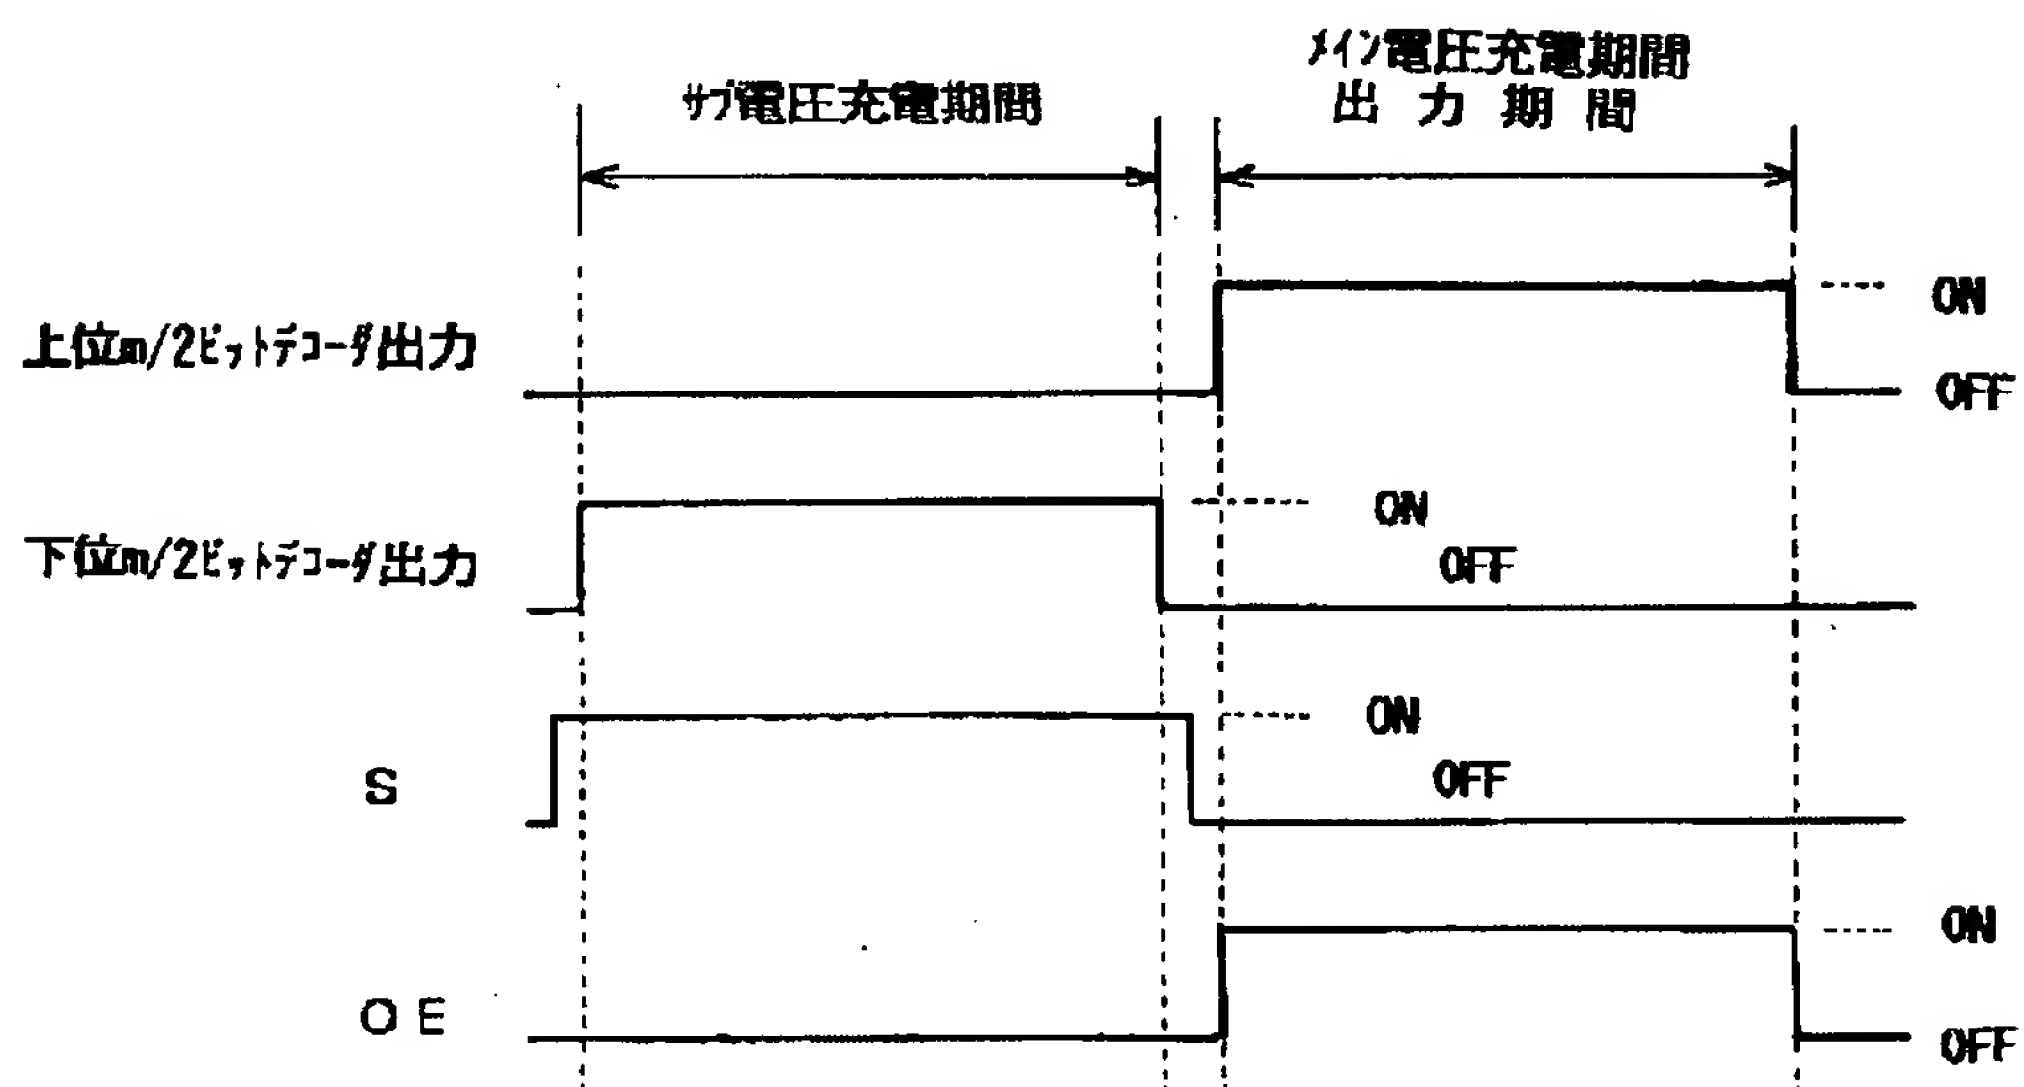 メイン電圧充電期間
サブ電圧充電期間
出力期間
上位m/2ビットデコーダ出力
ON
OFF
下位m/2ビットデコーダ出力
ON
OFF
S
ON
OFF
OE
ON
OFF